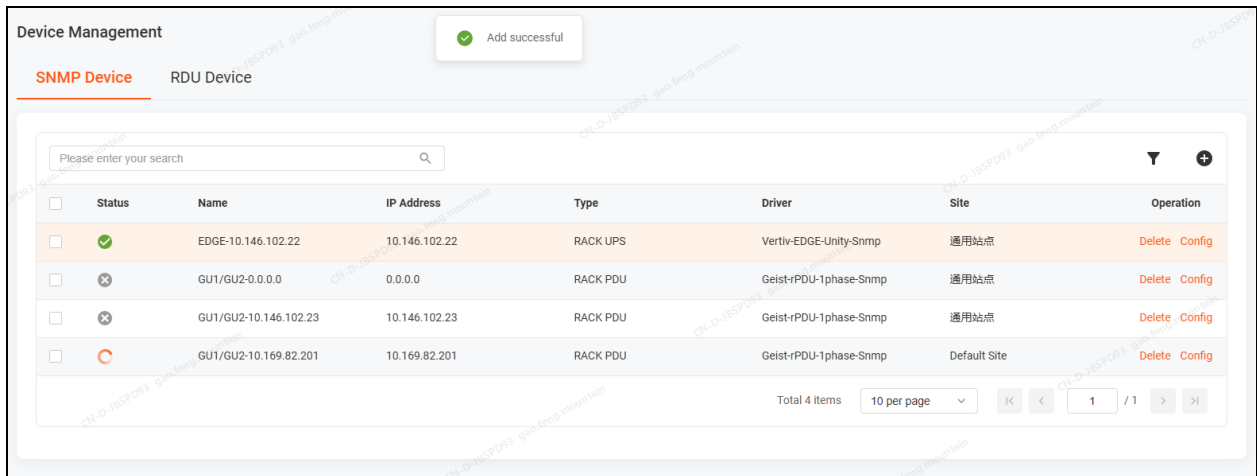 Device Management
Add successful
SNMP Device RDU Device
Please enter your search
Status Name IP Address Type Driver Site Operation
EDGE-10.146.102.22 10.146.102.22 RACK UPS Vertiv-EDGE-Unity-Snmp 通用站点 Delete Config
GU1/GU2-0.0.0.0 0.0.0.0 RACK PDU Geist-rPDU-1phase-Snmp 通用站点 Delete Config
GU1/GU2-10.146.102.23 10.146.102.23 RACK PDU Geist-rPDU-1phase-Snmp 通用站点 Delete Config
GU1/GU2-10.169.82.201 10.169.82.201 RACK PDU Geist-rPDU-1phase-Snmp Default Site Delete Config
Total 4 items 10 per page 1 / 1
CN-D-JBSPD93 gao.feng.mountain